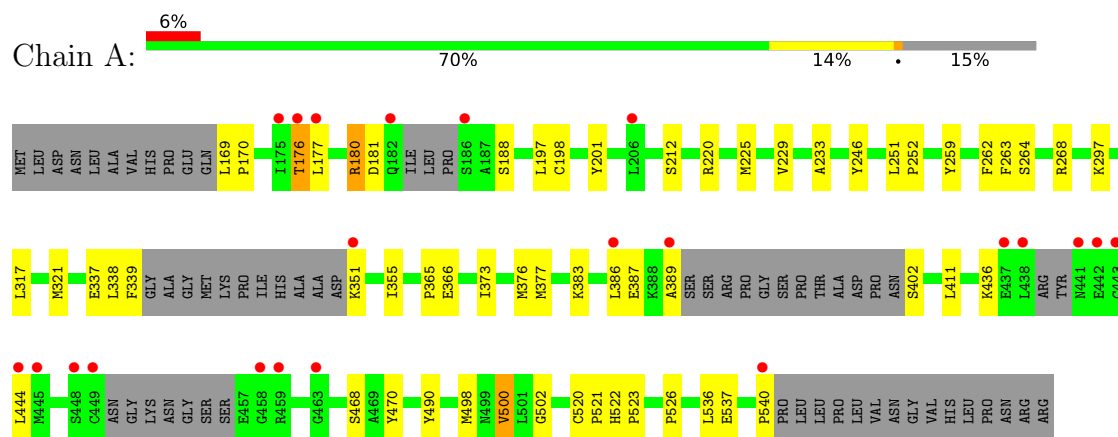 6%
Chain A:
70% 14% • 15%
MET LEU ASP ASN LEU ALA VAL HIS PRO GLU GLN L169 P170 I175 T176 L177 R180 D181 Q182 ILE LEU PRO S186 A187 S188 L197 C198 Y201 L206 S212 R220 M225 V229 A233 Y246 L251 P252 Y259 F262 F263 S264 R268 K297
L317 M321 E337 L338 F339 GLY ALA GLY MET LYS PRO ILE HIS ALA ALA ASP K351 I355 P365 E366 I373 M376 M377 K383 L386 E387 K388 A389 SER SER ARG PRO GLY SER PRO THR ALA ASP PRO ASN S402 L411 K436 E437 L438 ARG TYR N441 E442 C443
L444 M445 S448 C449 ASN GLY LYS ASN GLY SER SER E457 G458 R459 G463 S468 A469 Y470 Y490 M498 N499 V500 L501 G502 C520 P521 H522 P523 P526 L536 E537 P540 PRO LEU LEU PRO LEU VAL ASN GLY VAL HIS LEU PRO ASN ARG ARG